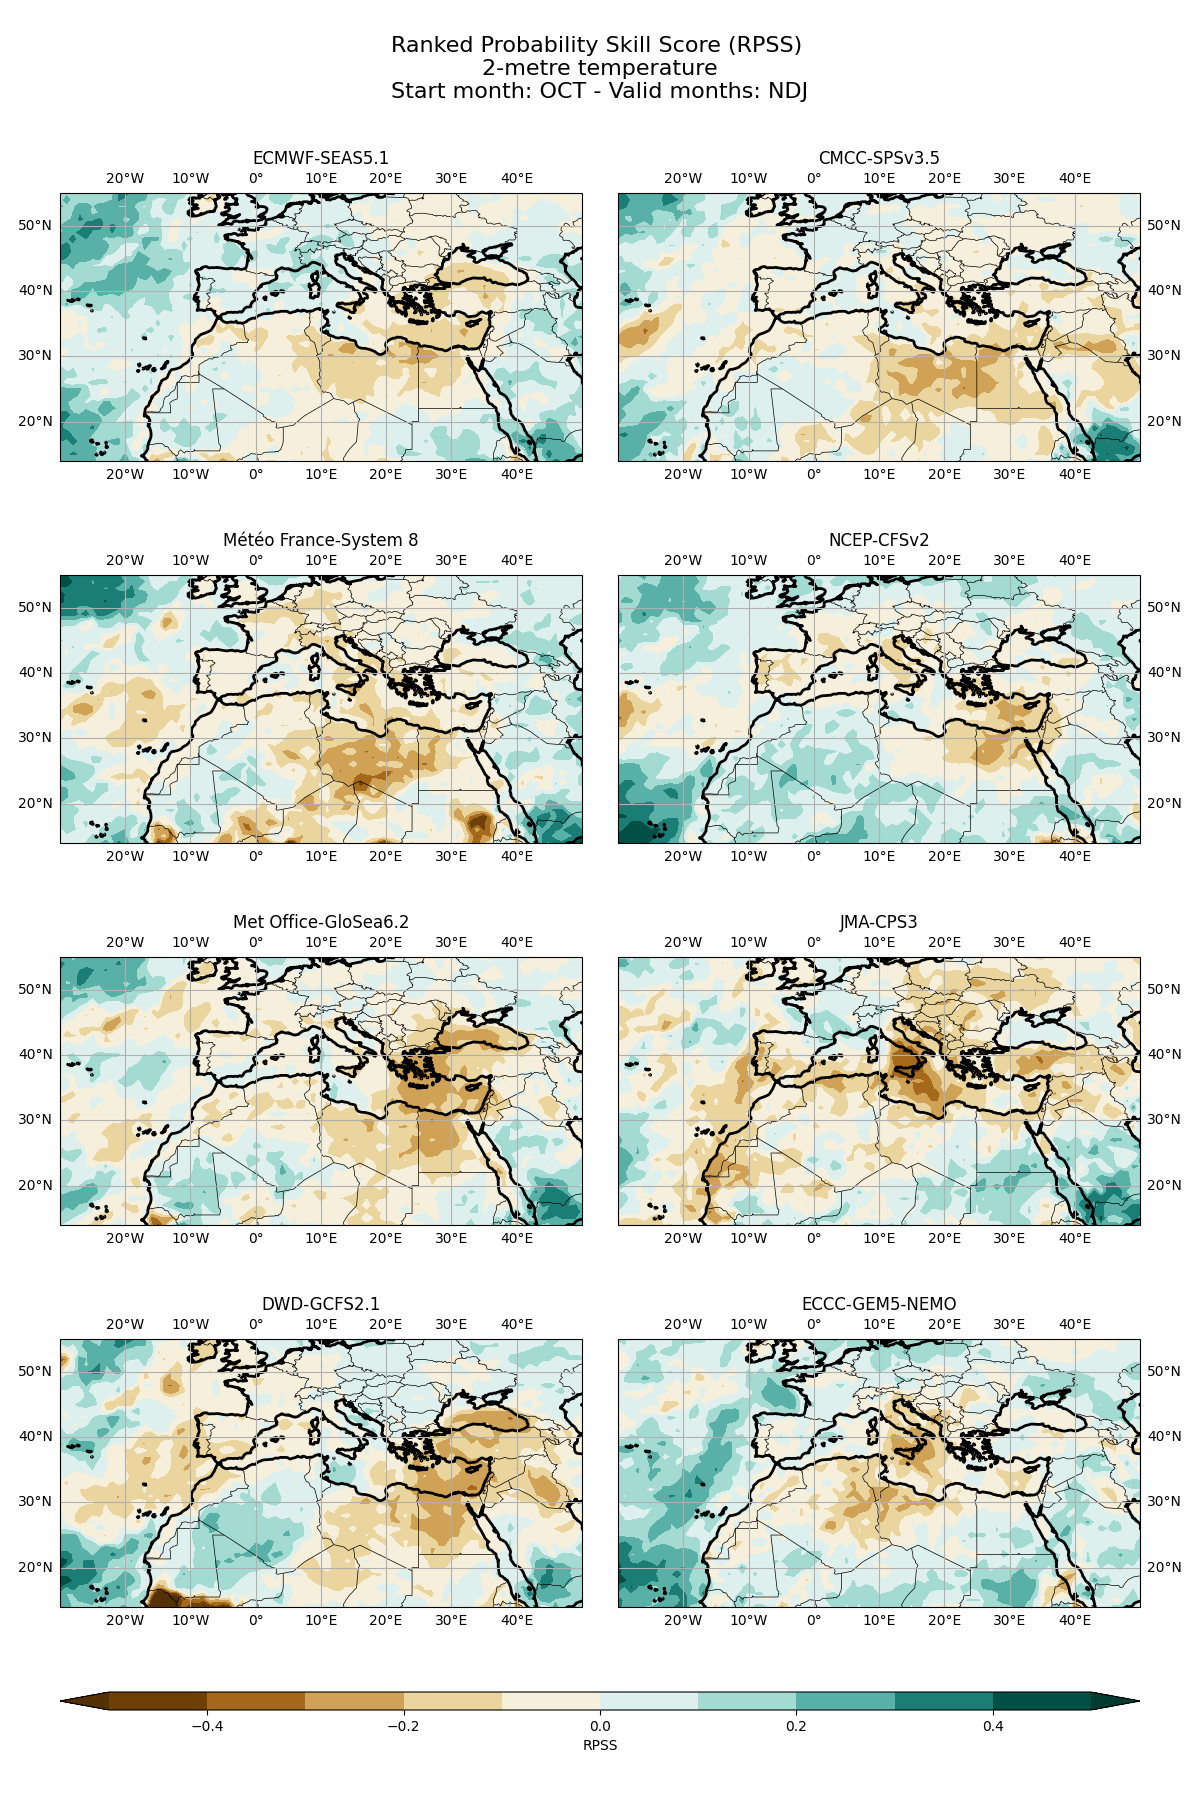 Ranked Probability Skill Score (RPSS)
2-metre temperature
Start month: OCT - Valid months: NDJ
ECMWF-SEAS5.1
20°W 10°W 0° 10°E 20°E 30°E 40°E
50°N
40°N
30°N
20°N
20°W 10°W 0° 10°E 20°E 30°E 40°E
CMCC-SPSv3.5
20°W 10°W 0° 10°E 20°E 30°E 40°E
50°N
40°N
30°N
20°N
20°W 10°W 0° 10°E 20°E 30°E 40°E
Météo France-System 8
20°W 10°W 0° 10°E 20°E 30°E 40°E
50°N
40°N
30°N
20°N
20°W 10°W 0° 10°E 20°E 30°E 40°E
NCEP-CFSv2
20°W 10°W 0° 10°E 20°E 30°E 40°E
50°N
40°N
30°N
20°N
20°W 10°W 0° 10°E 20°E 30°E 40°E
Met Office-GloSea6.2
20°W 10°W 0° 10°E 20°E 30°E 40°E
50°N
40°N
30°N
20°N
20°W 10°W 0° 10°E 20°E 30°E 40°E
JMA-CPS3
20°W 10°W 0° 10°E 20°E 30°E 40°E
50°N
40°N
30°N
20°N
20°W 10°W 0° 10°E 20°E 30°E 40°E
DWD-GCFS2.1
20°W 10°W 0° 10°E 20°E 30°E 40°E
50°N
40°N
30°N
20°N
20°W 10°W 0° 10°E 20°E 30°E 40°E
ECCC-GEM5-NEMO
20°W 10°W 0° 10°E 20°E 30°E 40°E
50°N
40°N
30°N
20°N
20°W 10°W 0° 10°E 20°E 30°E 40°E
−0.4 −0.2 0.0 0.2 0.4
RPSS